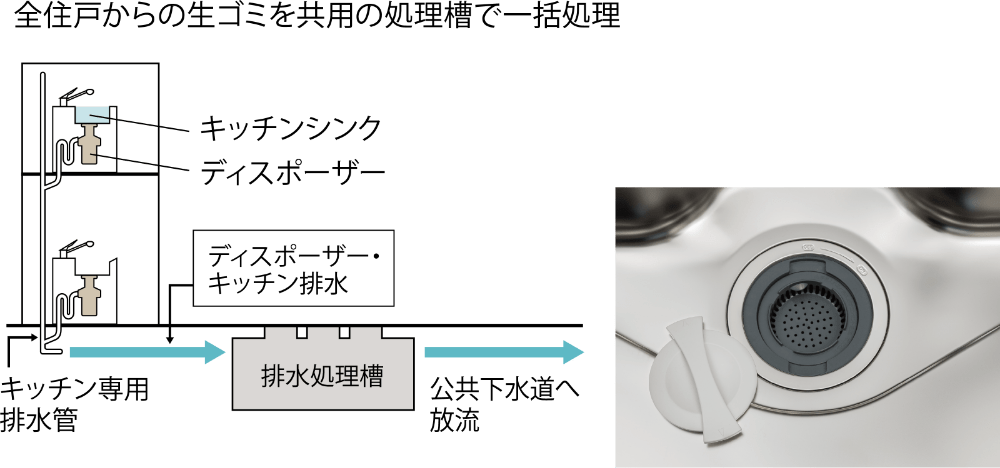 全住戸からの生ゴミを共用の処理槽で一括処理
キッチンシンク
ディスポーザー
ディスポーザー・
キッチン排水
キッチン専用
排水管
排水処理槽
公共下水道へ
放流